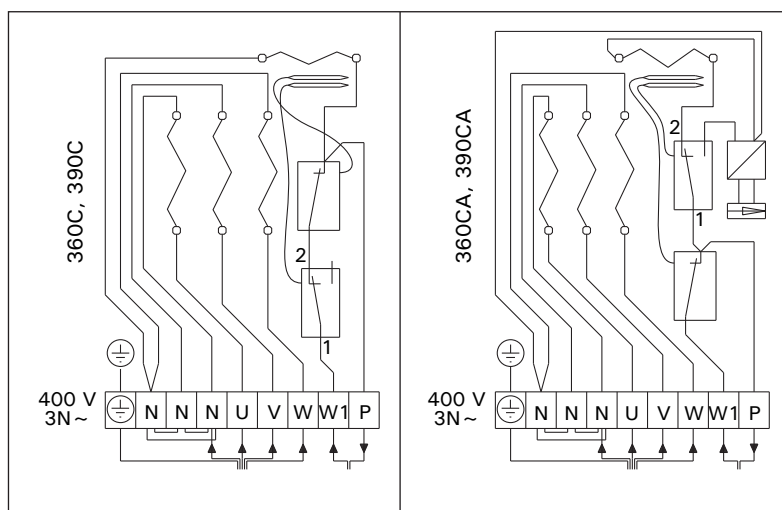 360C, 390C
2
1
400 V
3N~
N N N U V W W1 P
360CA, 390CA
2
1
400 V
3N~
N N N U V W W1 P